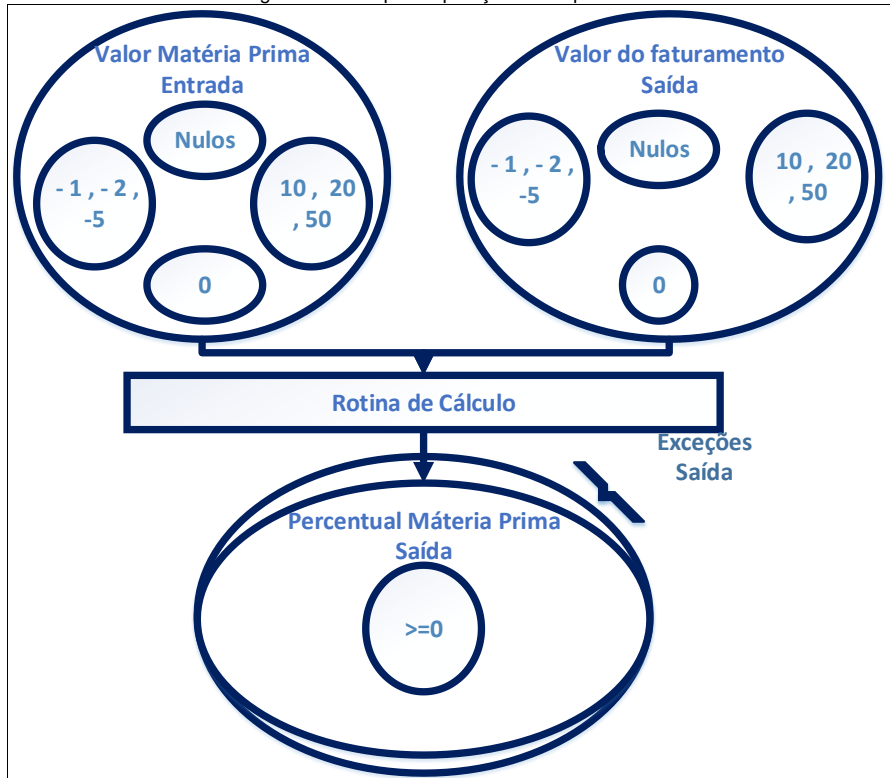 Valor Matéria Prima
Entrada
Nulos
- 1 , - 2 ,
-5
10 , 20
, 50
0
Valor do faturamento
Saída
- 1 , - 2 ,
-5
Nulos
10 , 20
, 50
0
Rotina de Cálculo
Exceções
Saída
Percentual Máteria Prima
Saída
>=0